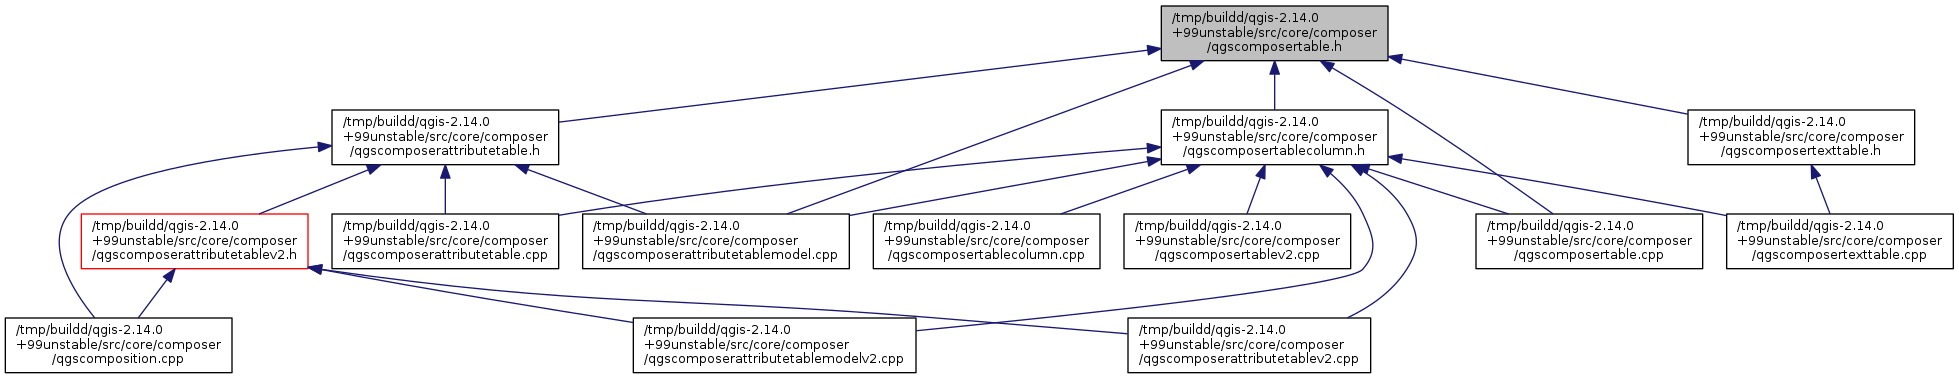 /tmp/buildd/qgis-2.14.0
+99unstable/src/core/composer
/qgscomposertable.h
/tmp/buildd/qgis-2.14.0
+99unstable/src/core/composer
/qgscomposerattributetable.h
/tmp/buildd/qgis-2.14.0
+99unstable/src/core/composer
/qgscomposertablecolumn.h
/tmp/buildd/qgis-2.14.0
+99unstable/src/core/composer
/qgscomposertexttable.h
/tmp/buildd/qgis-2.14.0
+99unstable/src/core/composer
/qgscomposerattributetablev2.h
/tmp/buildd/qgis-2.14.0
+99unstable/src/core/composer
/qgscomposerattributetable.cpp
/tmp/buildd/qgis-2.14.0
+99unstable/src/core/composer
/qgscomposerattributetablemodel.cpp
/tmp/buildd/qgis-2.14.0
+99unstable/src/core/composer
/qgscomposertablecolumn.cpp
/tmp/buildd/qgis-2.14.0
+99unstable/src/core/composer
/qgscomposertablev2.cpp
/tmp/buildd/qgis-2.14.0
+99unstable/src/core/composer
/qgscomposertable.cpp
/tmp/buildd/qgis-2.14.0
+99unstable/src/core/composer
/qgscomposertexttable.cpp
/tmp/buildd/qgis-2.14.0
+99unstable/src/core/composer
/qgscomposition.cpp
/tmp/buildd/qgis-2.14.0
+99unstable/src/core/composer
/qgscomposerattributetablemodelv2.cpp
/tmp/buildd/qgis-2.14.0
+99unstable/src/core/composer
/qgscomposerattributetablev2.cpp